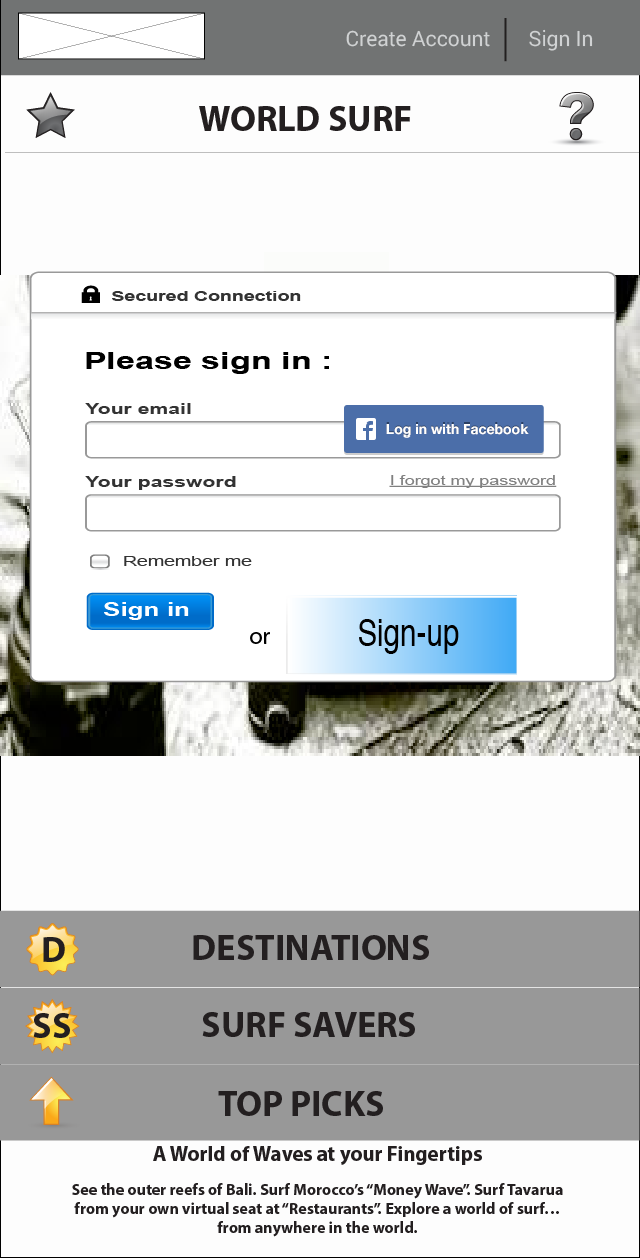 Create Account
Sign In
WORLD SURF
Secured Connection
Please sign in :
Your email
Log in with Facebook
Your password
I forgot my password
Remember me
Sign in
or
Sign-up
D
DESTINATIONS
SS
SURF SAVERS
TOP PICKS
A World of Waves at your Fingertips
See the outer reefs of Bali. Surf Morocco's “Money Wave”. Surf Tavarua
from your own virtual seat at “Restaurants”. Explore a world of surf…
from anywhere in the world.